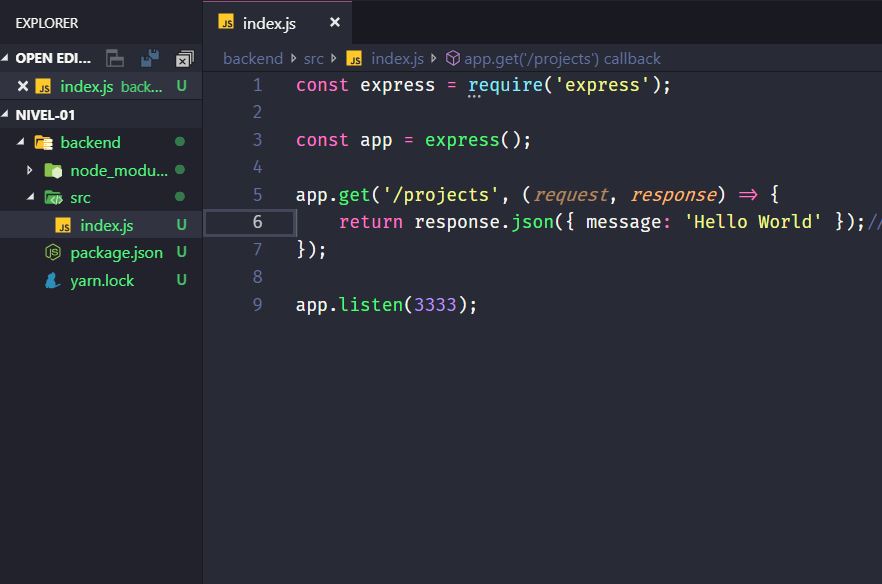 EXPLORER
OPEN EDI...
index.js back... U
NIVEL-01
backend
node_modu...
src
index.js U
package.json U
yarn.lock U
JS index.js ×
backend src JS index.js app.get('/projects') callback
1 const express = require('express');
2
3 const app = express();
4
5 app.get('/projects', (request, response) => {
6 return response.json({ message: 'Hello World' });//
7 });
8
9 app.listen(3333);